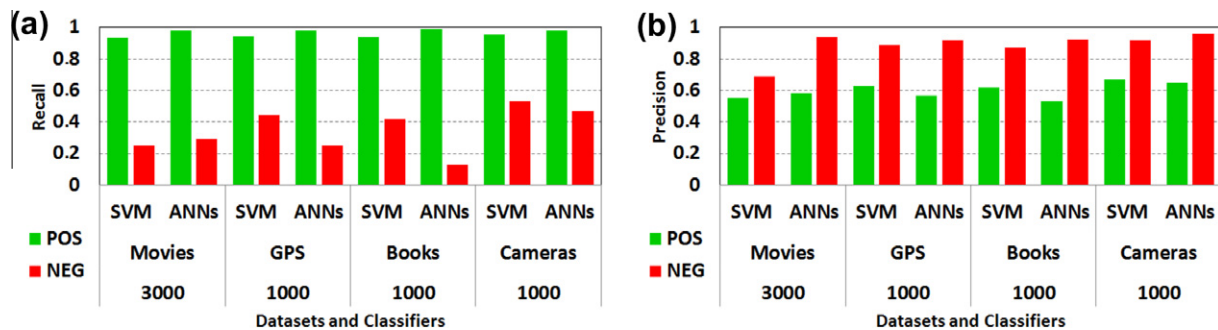 (a)
Recall
1
0.8
0.6
0.4
0.2
0
SVM ANNs SVM ANNs SVM ANNs SVM ANNs
POS
NEG
Movies GPS Books Cameras
3000 1000 1000 1000
Datasets and Classifiers
(b)
Precision
1
0.8
0.6
0.4
0.2
0
SVM ANNs SVM ANNs SVM ANNs SVM ANNs
POS
NEG
Movies GPS Books Cameras
3000 1000 1000 1000
Datasets and Classifiers